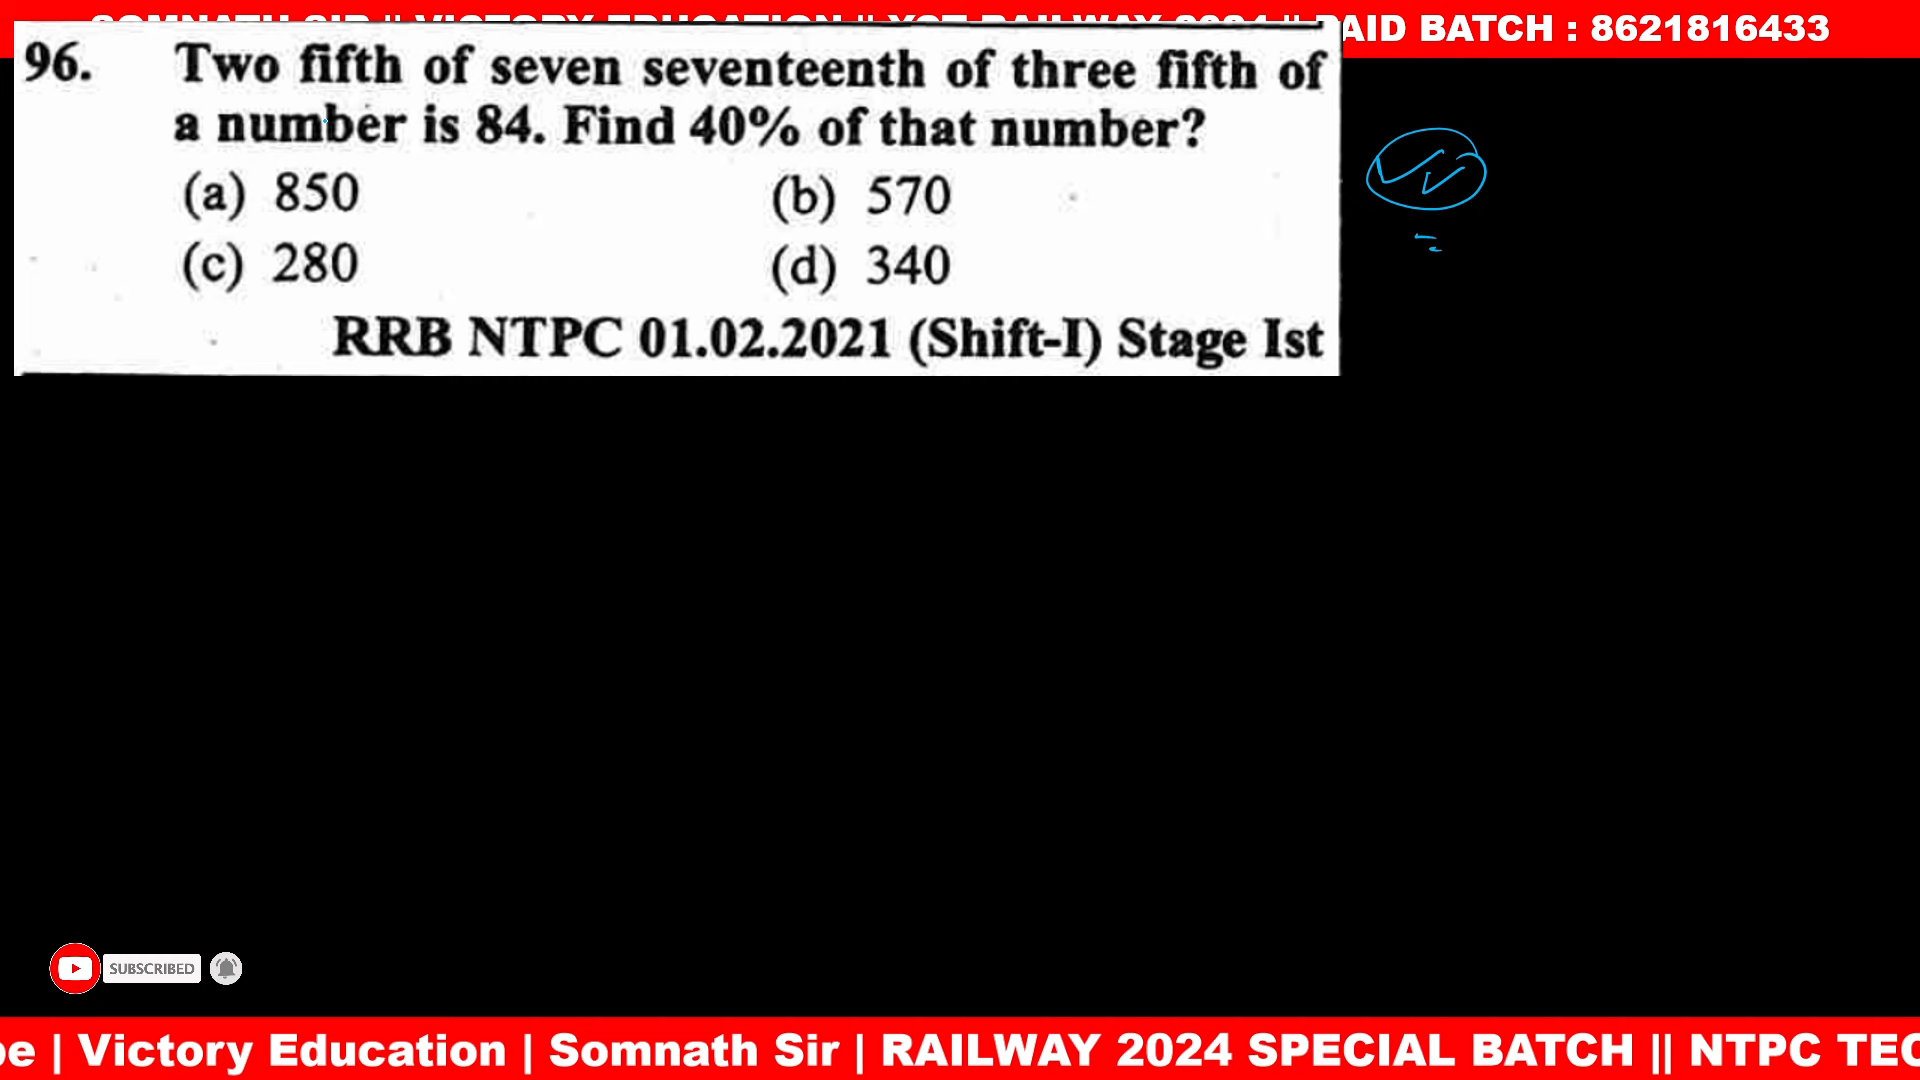 AID BATCH : 8621816433
96. Two fifth of seven seventeenth of three fifth of
a number is 84. Find 40% of that number?
(a) 850 (b) 570
(c) 280 (d) 340
RRB NTPC 01.02.2021 (Shift-I) Stage Ist
SUBSCRIBED
be | Victory Education | Somnath Sir | RAILWAY 2024 SPECIAL BATCH || NTPC TEC